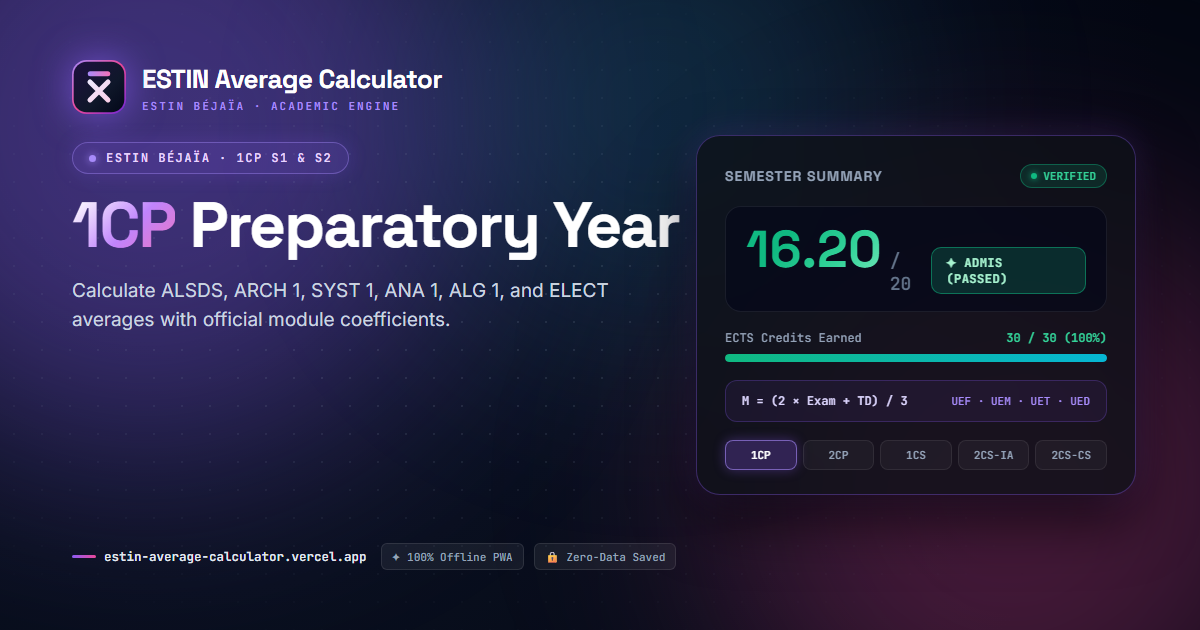 ESTIN Average Calculator
ESTIN BÉJAÏA · ACADEMIC ENGINE
ESTIN BÉJAÏA · 1CP S1 & S2
1CP Preparatory Year
Calculate ALSDS, ARCH 1, SYST 1, ANA 1, ALG 1, and ELECT
averages with official module coefficients.
SEMESTER SUMMARY
VERIFIED
16.20 / 20
✦ ADMIS (PASSED)
ECTS Credits Earned
30 / 30 (100%)
M = (2 × Exam + TD) / 3
UEF · UEM · UET · UED
1CP
2CP
1CS
2CS-IA
2CS-CS
estin-average-calculator.vercel.app
✦ 100% Offline PWA
🔒 Zero-Data Saved